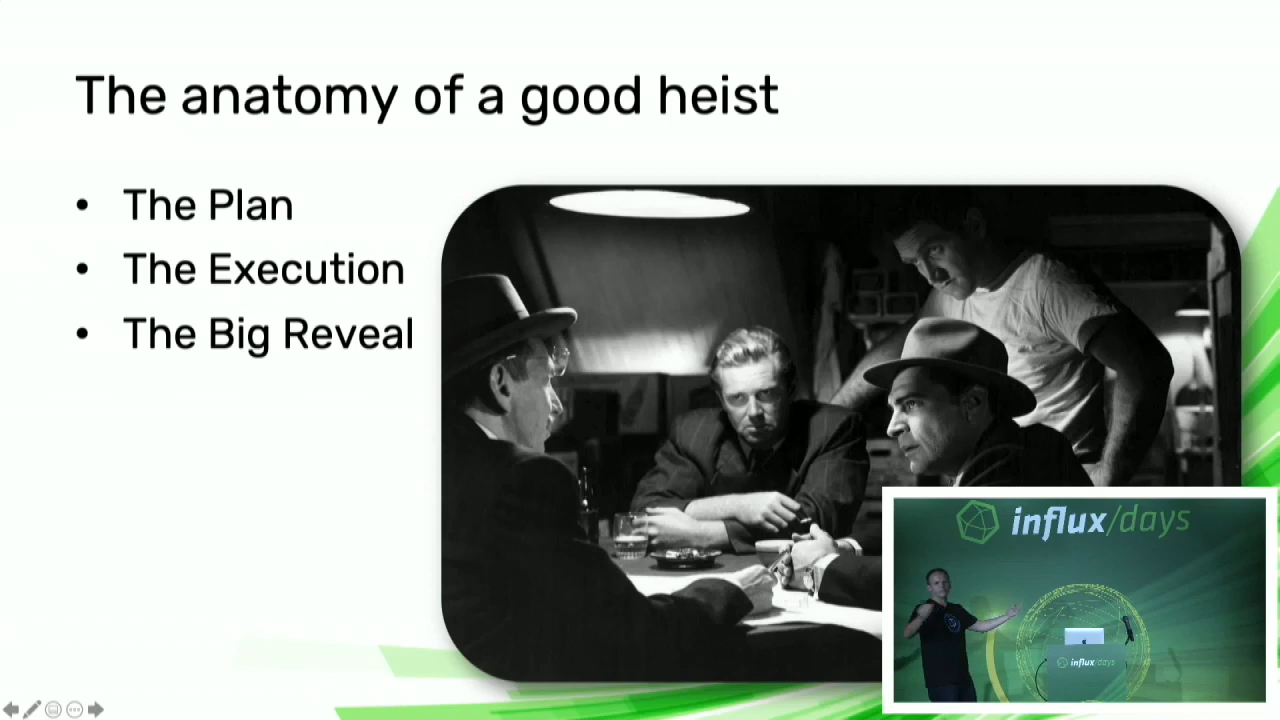 The anatomy of a good heist
• The Plan
• The Execution
• The Big Reveal
influx/days
influx/days